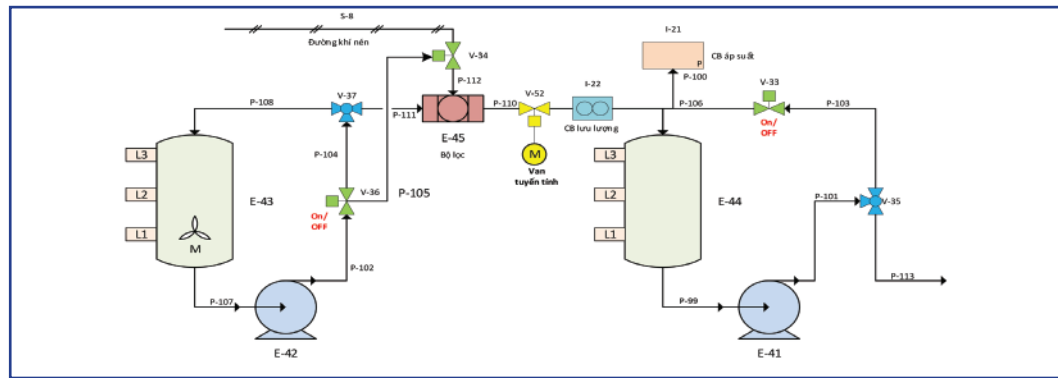 S-8
I-21
Đường khí nén
V-34
CB áp suất
P
P-100
V-33
P-112
I-22
V-52
V-37
P-108
P-111
P-110
P-106
P-103
On/
OFF
CB lưu lượng
E-45
Bộ lọc
M
Van
tuyến tính
P-104
L3
L3
V-36
P-105
P-101
V-35
L2
E-43
L2
E-44
On/
OFF
L1
M
L1
P-102
P-107
P-99
P-113
E-42
E-41